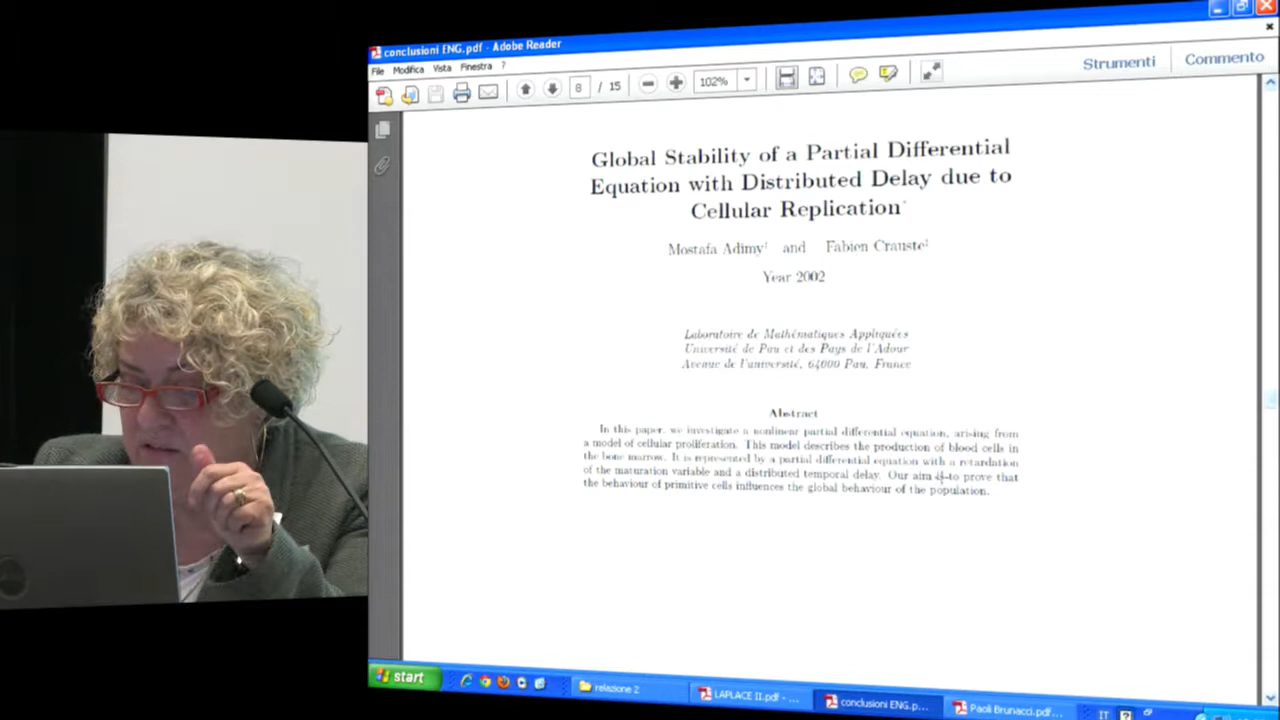 conclusioni ENG.pdf - Adobe Reader
File Modifica Vista Finestra ?
8 / 15 102% Strumenti Commento
Global Stability of a Partial Differential
Equation with Distributed Delay due to
Cellular Replication
Mostafa Adimy and Fabien Crauste
Year 2002
Laboratoire de Mathématiques Appliquées
Université de Pau et des Pays de l'Adour
Avenue de l'université, 64000 Pau, France
Abstract
In this paper, we investigate a nonlinear partial differential equation, arising from
a model of cellular proliferation. This model describes the production of blood cells in
the bone marrow. It is represented by a partial differential equation with a retardation
of the maturation variable and a distributed temporal delay. Our aim is to prove that
the behaviour of primitive cells influences the global behaviour of the population.
start relazione 2 LAPLACE II.pdf - ... conclusioni ENG.p... Paoli Brunacci.pdf... IT